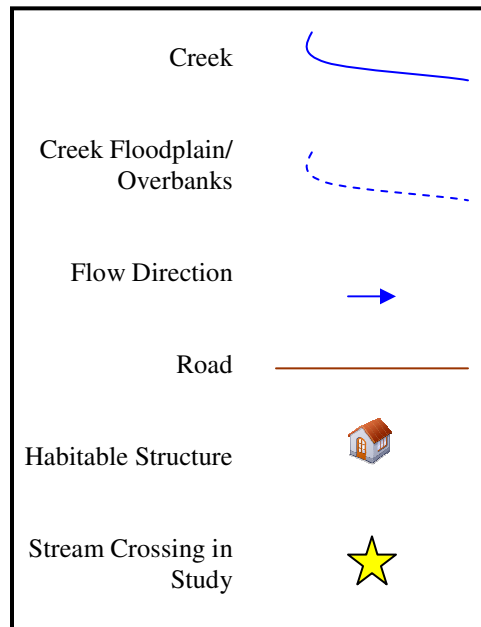 Creek
Creek Floodplain/
Overbanks
Flow Direction
Road
Habitable Structure
Stream Crossing in
Study